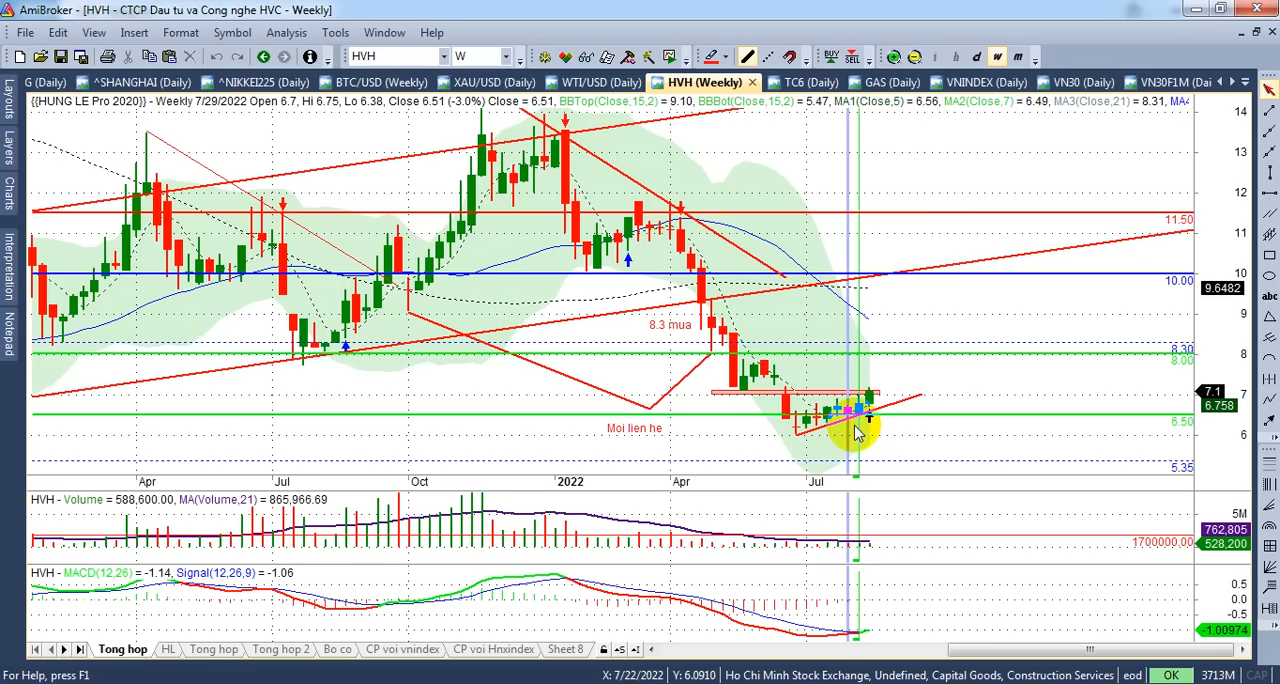 AmiBroker - [HVH - CTCP Dau tu va Cong nghe HVC - Weekly]
File Edit View Insert Format Symbol Analysis Tools Window Help
HVH W BUY SELL i h d w m
G (Daily) ^SHANGHAI (Daily) ^NIKKEI225 (Daily) BTC/USD (Weekly) XAU/USD (Daily) WTI/USD (Daily) HVH (Weekly) TC6 (Daily) GAS (Daily) VNINDEX (Daily) VN30 (Daily) VN30F1M (Dai
Layouts
Layers
Charts
Interpretation
Notepad
{{HUNG LE Pro 2020}} - Weekly 7/29/2022 Open 6.7, Hi 6.75, Lo 6.38, Close 6.51 (-3.0%) Close = 6.51, BBTop(Close,15,2) = 9.10, BBBot(Close,15,2) = 5.47, MA1(Close,5) = 6.56, MA2(Close,7) = 6.49, MA3(Close,21) = 8.31, MA4
14
13
12
11.50
11
10
10.00
9.6482
9
8.30
8.00
8
7.1
7
6.758
6.50
6
5.35
8.3 mua
Moi lien he
Apr Jul Oct 2022 Apr Jul
HVH - Volume = 588,600.00, MA(Volume,21) = 865,966.69
5M
762,805
1700000.00
528,200
HVH - MACD(12,26) = -1.14, Signal(12,26,9) = -1.06
0.5
0.0
-0.5
-1.00974
abc
Tong hop HL Tong hop Tong hop 2 Bo co CP voi vnindex CP voi Hnxindex Sheet 8
For Help, press F1 X: 7/22/2022 Y: 6.0910 Ho Chi Minh Stock Exchange, Undefined, Capital Goods, Construction Services eod OK 3713M CAP